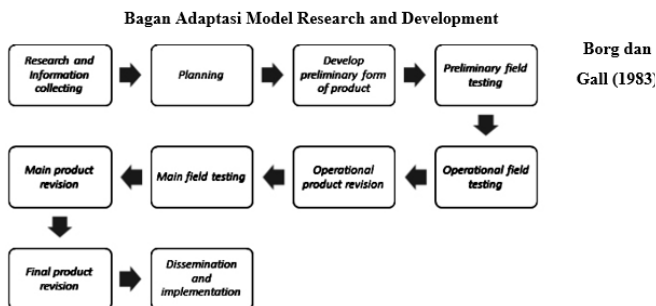 Bagan Adaptasi Model Research and Development
Borg dan
Gall (1983)
Research and
Information
collecting
Planning
Develop
preliminary form
of product
Preliminary field
testing
Operational field
testing
Operational
product revision
Main field testing
Main product
revision
Final product
revision
Dissemination
and
implementation